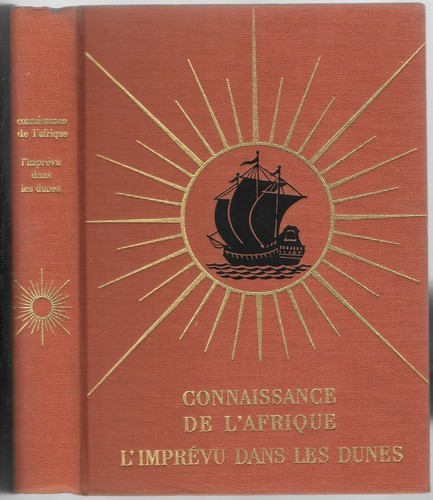 connaissance
de l'afrique
l'imprévu
dans
les dunes
CONNAISSANCE
DE L'AFRIQUE
L'IMPRÉVU DANS LES DUNES